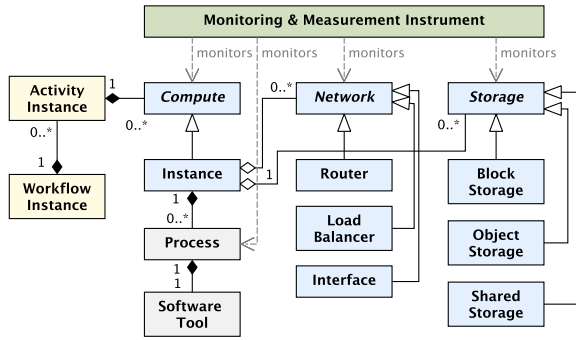 Monitoring & Measurement Instrument
monitors
monitors
monitors
monitors
Activity
Instance
1
Compute
0..*
Network
Storage
0..*
0..*
0..*
1
Workflow
Instance
Instance
1
Router
Block
Storage
1
0..*
Process
Load
Balancer
Object
Storage
1
1
Interface
Software
Tool
Shared
Storage